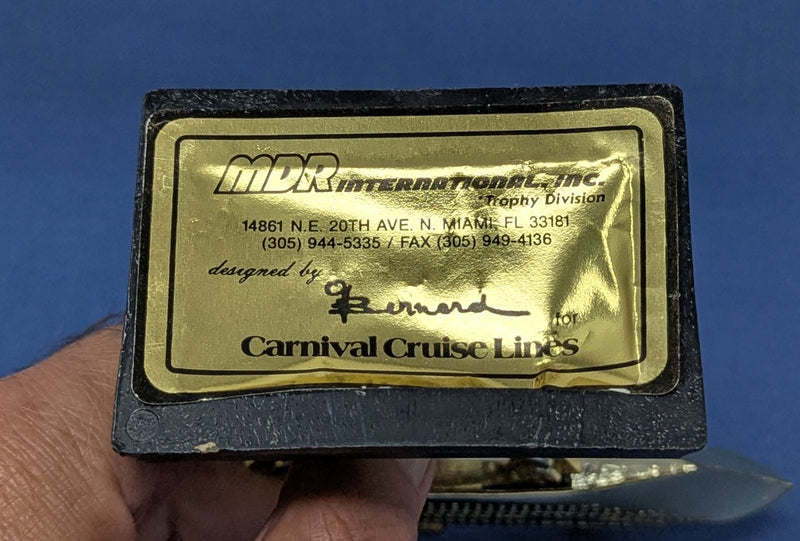 MDR INTERNATIONAL, INC.
*Trophy Division
14861 N.E. 20TH AVE. N. MIAMI, FL 33181
(305) 944-5335 / FAX (305) 949-4136
designed by
Bernard
for
Carnival Cruise Lines